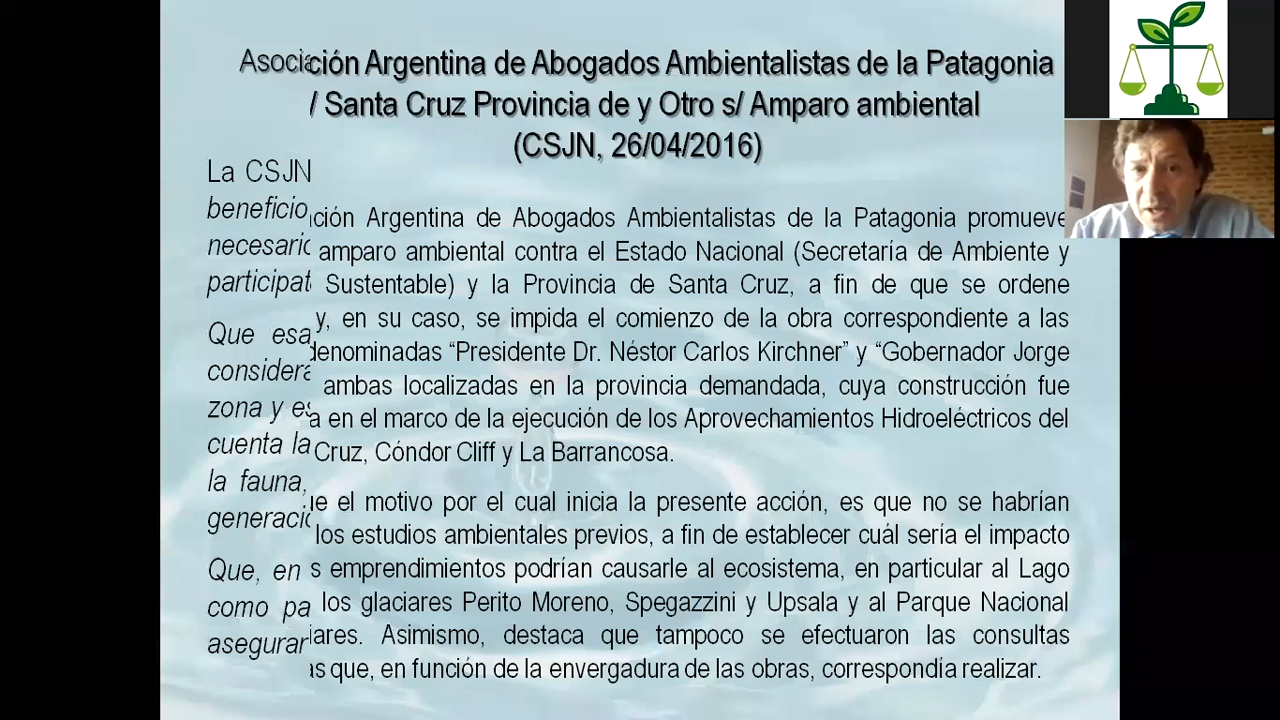 Asociación Argentina de Abogados Ambientalistas de la Patagonia
/ Santa Cruz Provincia de y Otro s/ Amparo ambiental
(CSJN, 26/04/2016)
La CSJN
beneficio
necesario
participat
Que esa
considera
zona y es
cuenta la
la fauna,
generació
Que, en
como pa
asegurar
ción Argentina de Abogados Ambientalistas de la Patagonia promueve
amparo ambiental contra el Estado Nacional (Secretaría de Ambiente y
Sustentable) y la Provincia de Santa Cruz, a fin de que se ordene
y, en su caso, se impida el comienzo de la obra correspondiente a las
denominadas “Presidente Dr. Néstor Carlos Kirchner” y “Gobernador Jorge
ambas localizadas en la provincia demandada, cuya construcción fue
a en el marco de la ejecución de los Aprovechamientos Hidroeléctricos del
Cruz, Cóndor Cliff y La Barrancosa.
ue el motivo por el cual inicia la presente acción, es que no se habrían
los estudios ambientales previos, a fin de establecer cuál sería el impacto
s emprendimientos podrían causarle al ecosistema, en particular al Lago
los glaciares Perito Moreno, Spegazzini y Upsala y al Parque Nacional
iares. Asimismo, destaca que tampoco se efectuaron las consultas
as que, en función de la envergadura de las obras, correspondía realizar.